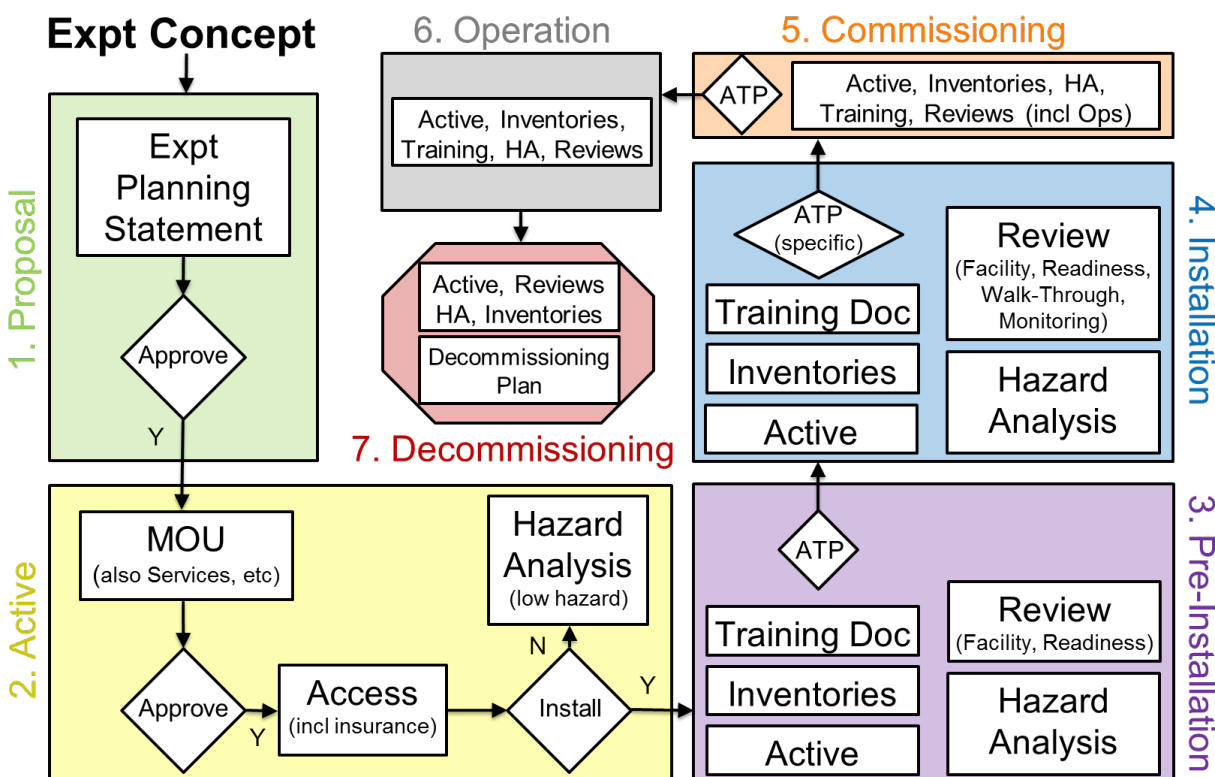 Expt Concept
1. Proposal
Expt
Planning
Statement
Approve
Y
2. Active
MOU
(also Services, etc)
Approve
Y
Access
(incl insurance)
Install
N
Hazard
Analysis
(low hazard)
Y
3. Pre-Installation
ATP
Training Doc
Inventories
Active
Review
(Facility, Readiness)
Hazard
Analysis
4. Installation
ATP
(specific)
Training Doc
Inventories
Active
Review
(Facility, Readiness,
Walk-Through,
Monitoring)
Hazard
Analysis
5. Commissioning
ATP
Active, Inventories, HA,
Training, Reviews (incl Ops)
6. Operation
Active, Inventories,
Training, HA, Reviews
Active, Reviews
HA, Inventories
Decommissioning
Plan
7. Decommissioning